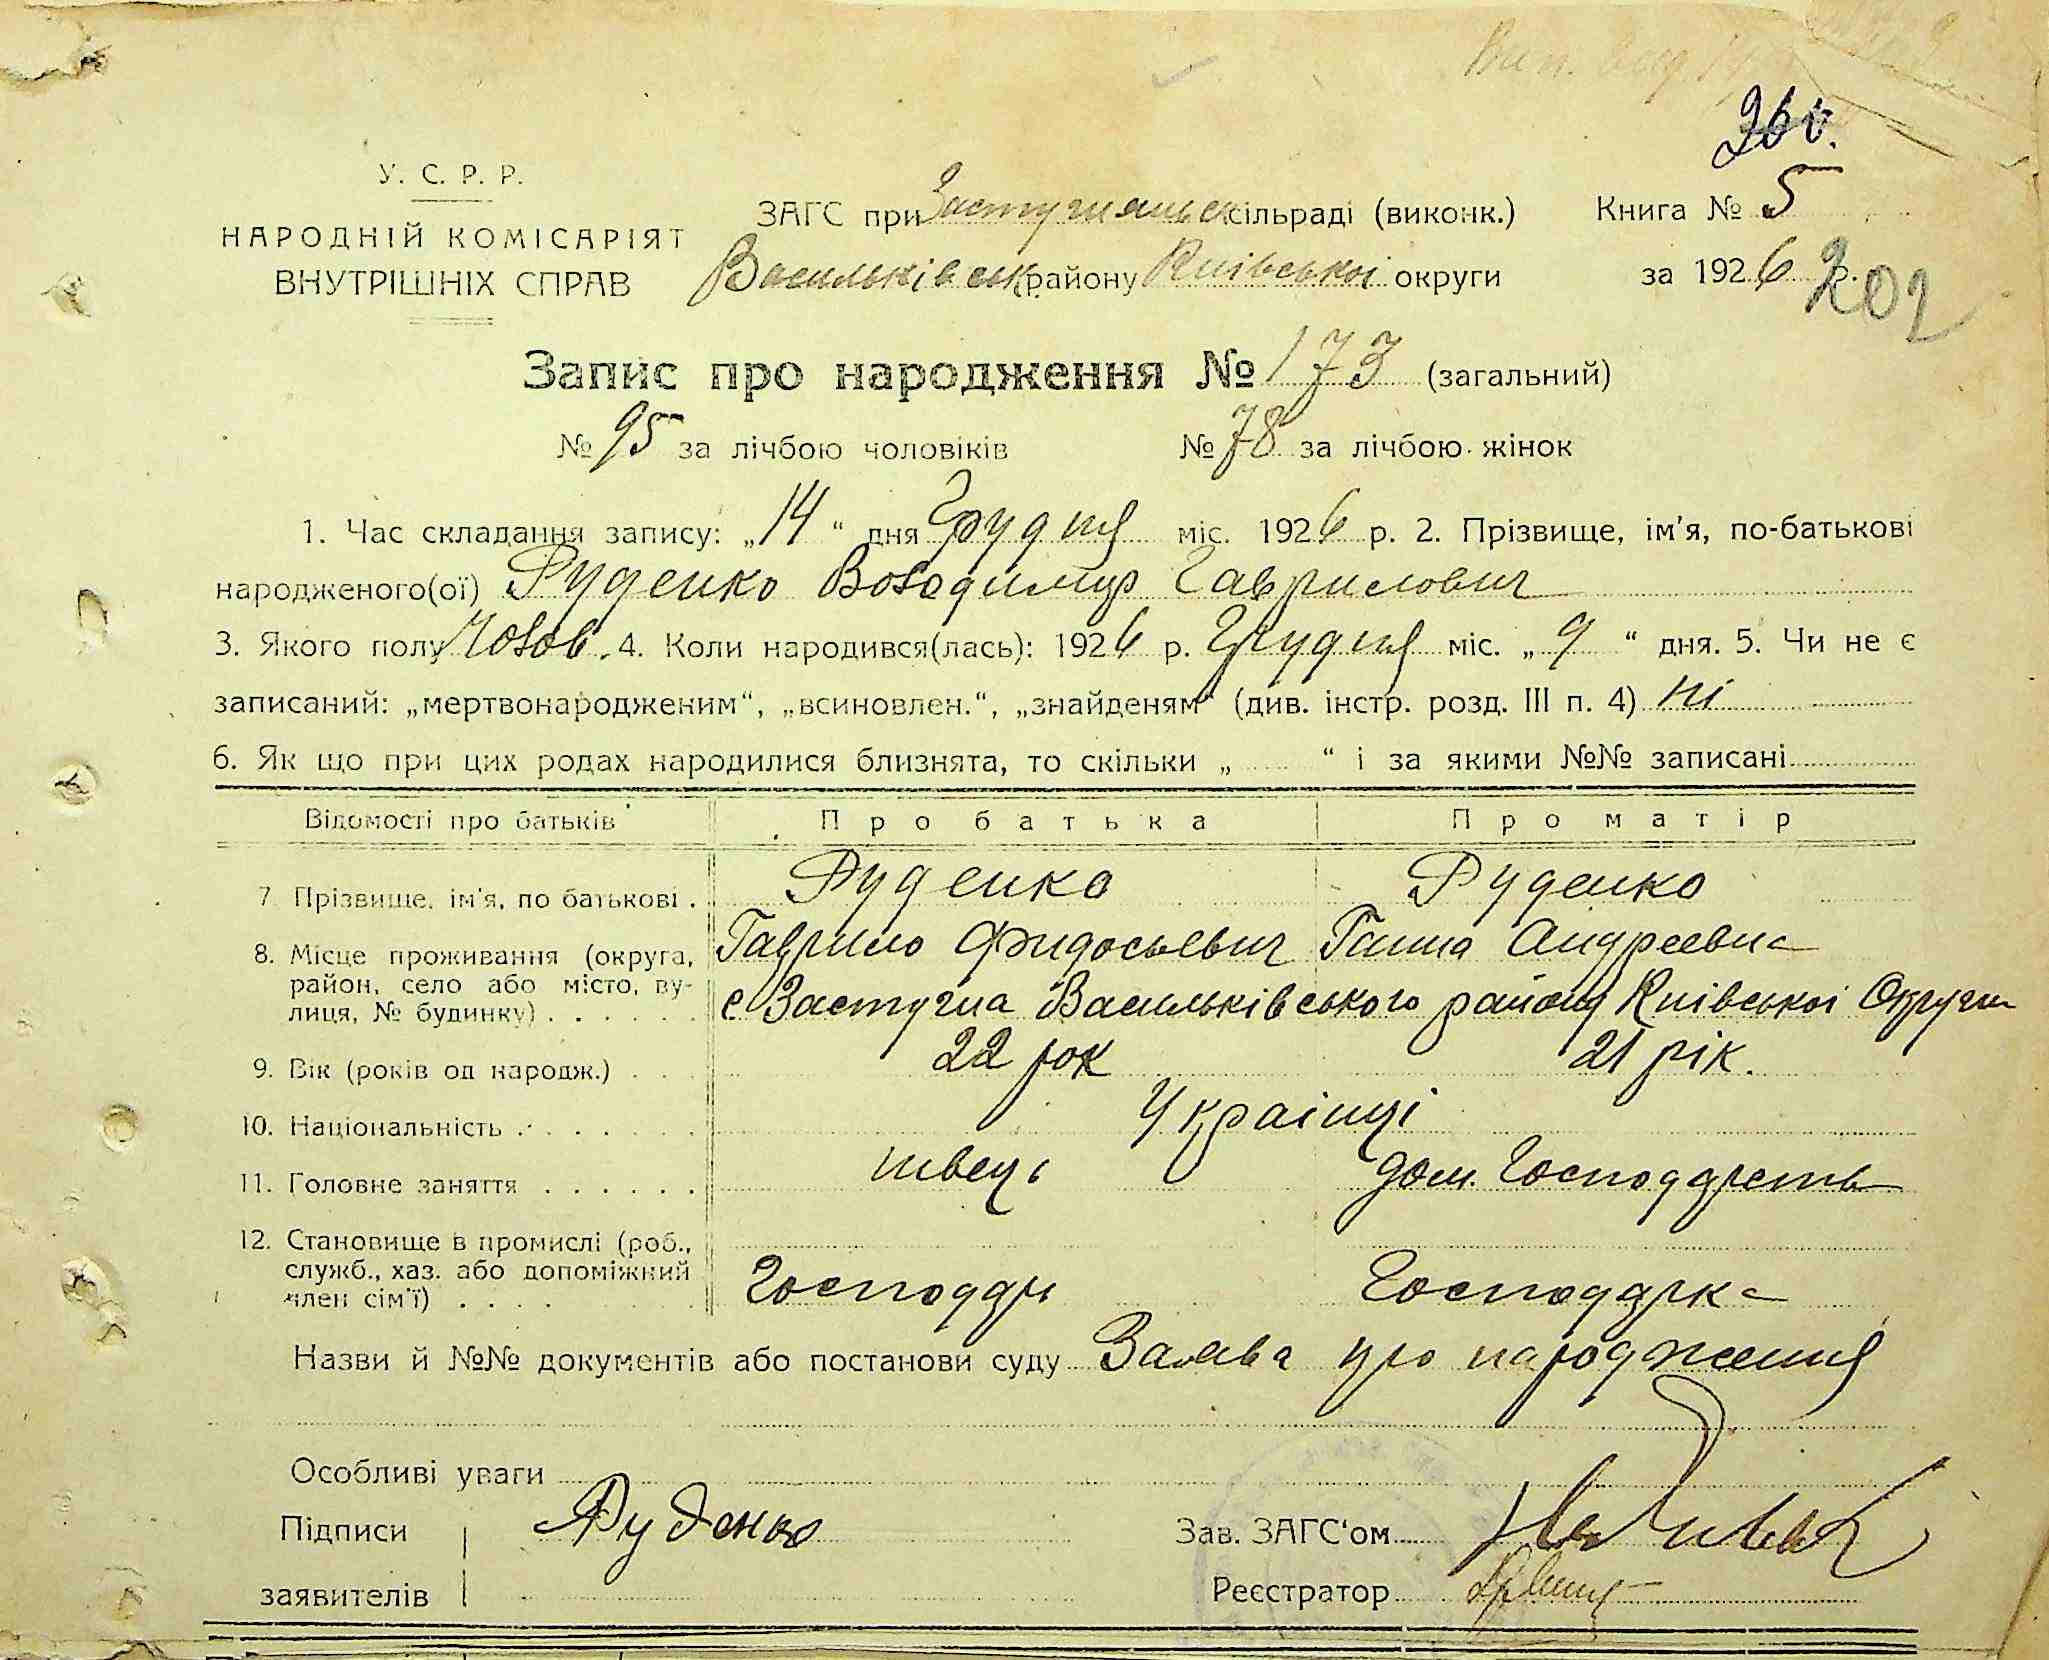 Вип.
260.
У. С. Р. Р.
НАРОДНІЙ КОМІСАРІЯТ
ВНУТРІШНІХ СПРАВ
ЗАГС при Застугнянськ сільраді (виконк.)
Васильківськ. району Київської округи
Книга № 5
за 1926 р.
202
Запис про народження № 173 (загальний)
№ 95 за лічбою чоловіків № 78 за лічбою жінок
1. Час складання запису: „14“ дня Грудня міс. 1926 р. 2. Прізвище, ім'я, по-батькові
народженого(ої) Руденко Володимир Гаврилович
3. Якого полу Чолов. 4. Коли народився(лась): 1926 р. Грудня міс. „9“ дня. 5. Чи не є
записаний: „мертвонародженим“, „всиновлен.“, „знайденям“ (див. інстр. розд. III п. 4) ні
6. Як що при цих родах народилися близнята, то скільки „ “ і за якими №№ записані
Відомості про батьків Про батька Про матір
7. Прізвище, ім'я, по батькові . Руденко Руденко
Гаврило Фидосьевич Ганна Андреевна
8. Місце проживання (округа,
район, село або місто, ву-
лиця, № будинку) . . . . . .
с Застугна Васильківського району Київської Округи
9. Вік (років од народж.) . . . 22 рок 21 рік.
10. Національність . . . . . . . Українці
11. Головне заняття . . . . . . швець дом. Господарств
12. Становище в промислі (роб.,
служб., хаз. або допоміжний
член сім'ї) . . . . Господар Господарка
Назви й №№ документів або постанови суду Заява про народження
Особливі уваги
Підписи Руденко Зав. ЗАГС'ом
заявителів Реєстратор